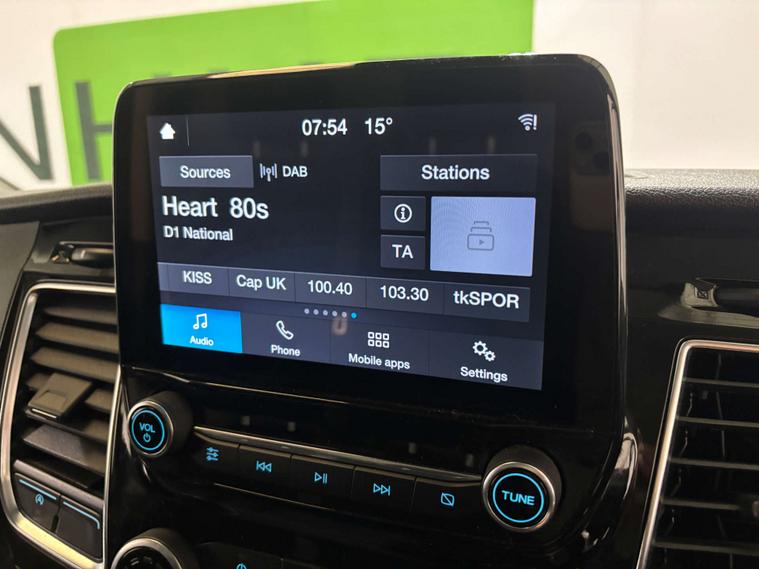 NH
07:54 15°
Sources DAB Stations
Heart 80s
D1 National
TA
KISS Cap UK 100.40 103.30 tkSPOR
Audio Phone Mobile apps Settings
VOL
TUNE